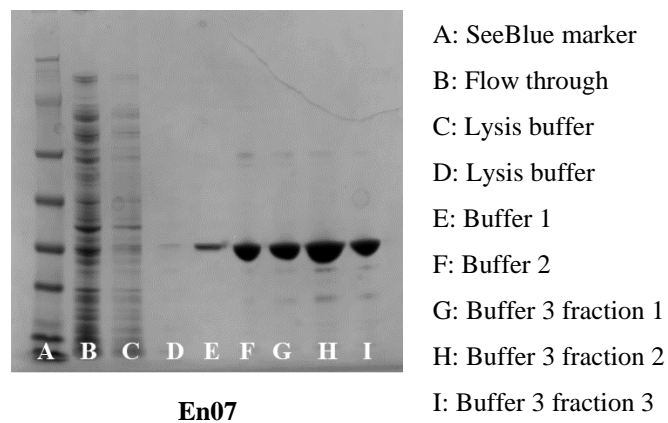 A: SeeBlue marker
B: Flow through
C: Lysis buffer
D: Lysis buffer
E: Buffer 1
F: Buffer 2
G: Buffer 3 fraction 1
H: Buffer 3 fraction 2
I: Buffer 3 fraction 3
A B C D E F G H I
En07